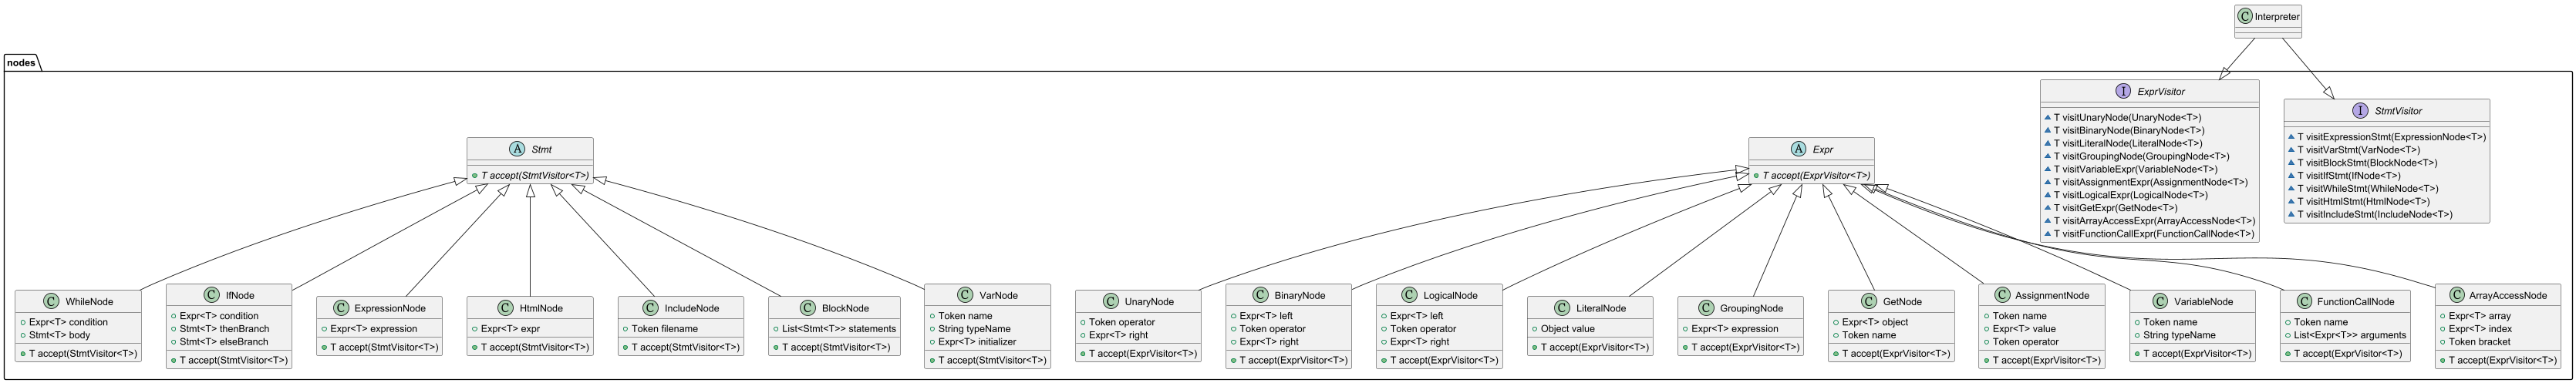 C Interpreter
nodes
I ExprVisitor
T visitUnaryNode(UnaryNode<T>)
T visitBinaryNode(BinaryNode<T>)
T visitLiteralNode(LiteralNode<T>)
T visitGroupingNode(GroupingNode<T>)
T visitVariableExpr(VariableNode<T>)
T visitAssignmentExpr(AssignmentNode<T>)
T visitLogicalExpr(LogicalNode<T>)
T visitGetExpr(GetNode<T>)
T visitArrayAccessExpr(ArrayAccessNode<T>)
T visitFunctionCallExpr(FunctionCallNode<T>)
I StmtVisitor
T visitExpressionStmt(ExpressionNode<T>)
T visitVarStmt(VarNode<T>)
T visitBlockStmt(BlockNode<T>)
T visitIfStmt(IfNode<T>)
T visitWhileStmt(WhileNode<T>)
T visitHtmlStmt(HtmlNode<T>)
T visitIncludeStmt(IncludeNode<T>)
A Stmt
T accept(StmtVisitor<T>)
A Expr
T accept(ExprVisitor<T>)
C WhileNode
Expr<T> condition
Stmt<T> body
T accept(StmtVisitor<T>)
C IfNode
Expr<T> condition
Stmt<T> thenBranch
Stmt<T> elseBranch
T accept(StmtVisitor<T>)
C ExpressionNode
Expr<T> expression
T accept(StmtVisitor<T>)
C HtmlNode
Expr<T> expr
T accept(StmtVisitor<T>)
C IncludeNode
Token filename
T accept(StmtVisitor<T>)
C BlockNode
List<Stmt<T>> statements
T accept(StmtVisitor<T>)
C VarNode
Token name
String typeName
Expr<T> initializer
T accept(StmtVisitor<T>)
C UnaryNode
Token operator
Expr<T> right
T accept(ExprVisitor<T>)
C BinaryNode
Expr<T> left
Token operator
Expr<T> right
T accept(ExprVisitor<T>)
C LogicalNode
Expr<T> left
Token operator
Expr<T> right
T accept(ExprVisitor<T>)
C LiteralNode
Object value
T accept(ExprVisitor<T>)
C GroupingNode
Expr<T> expression
T accept(ExprVisitor<T>)
C GetNode
Expr<T> object
Token name
T accept(ExprVisitor<T>)
C AssignmentNode
Token name
Expr<T> value
Token operator
T accept(ExprVisitor<T>)
C VariableNode
Token name
String typeName
T accept(ExprVisitor<T>)
C FunctionCallNode
Token name
List<Expr<T>> arguments
T accept(ExprVisitor<T>)
C ArrayAccessNode
Expr<T> array
Expr<T> index
Token bracket
T accept(ExprVisitor<T>)